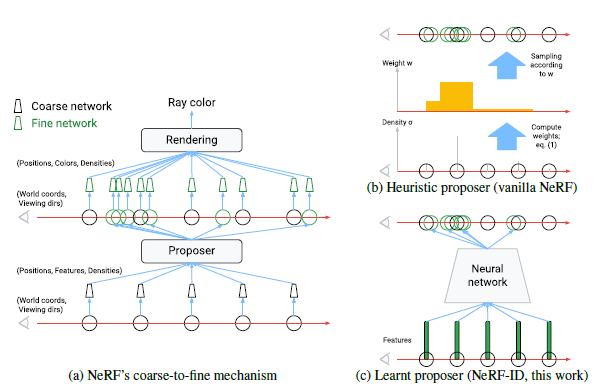 Coarse network
Fine network
Ray color
Rendering
(Positions, Colors, Densities)
(World coords,
Viewing dirs)
Proposer
(Positions, Features, Densities)
(World coords,
Viewing dirs)
(a) NeRF's coarse-to-fine mechanism
Weight w
Sampling
according
to w
Density σ
Compute
weights;
eq. (1)
(b) Heuristic proposer (vanilla NeRF)
Neural
network
Features
(c) Learnt proposer (NeRF-ID, this work)